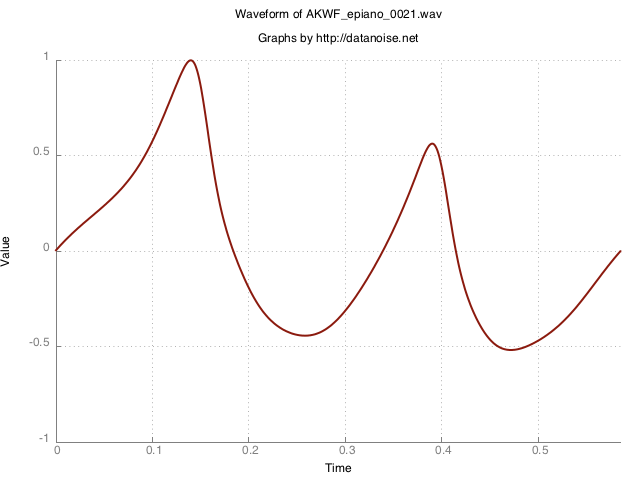 Waveform of AKWF_epiano_0021.wav
Graphs by http://datanoise.net
1
0.5
0
-0.5
-1
Value
0 0.1 0.2 0.3 0.4 0.5
Time